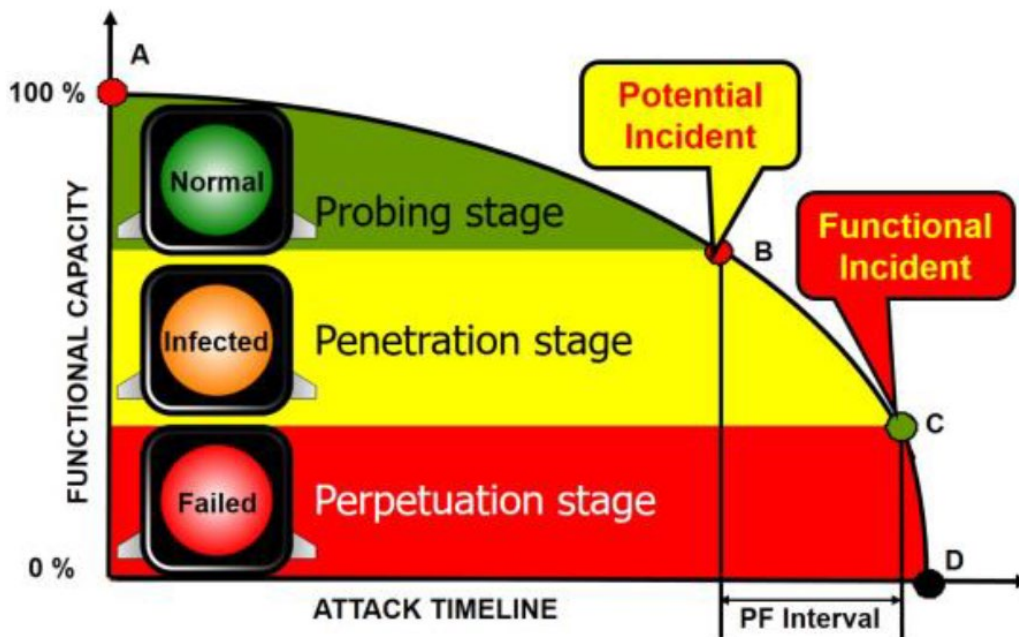 A
100 %
Potential
Incident
Normal
Probing stage
Functional
Incident
B
FUNCTIONAL CAPACITY
Infected
Penetration stage
C
Failed
Perpetuation stage
0 %
D
ATTACK TIMELINE
PF Interval